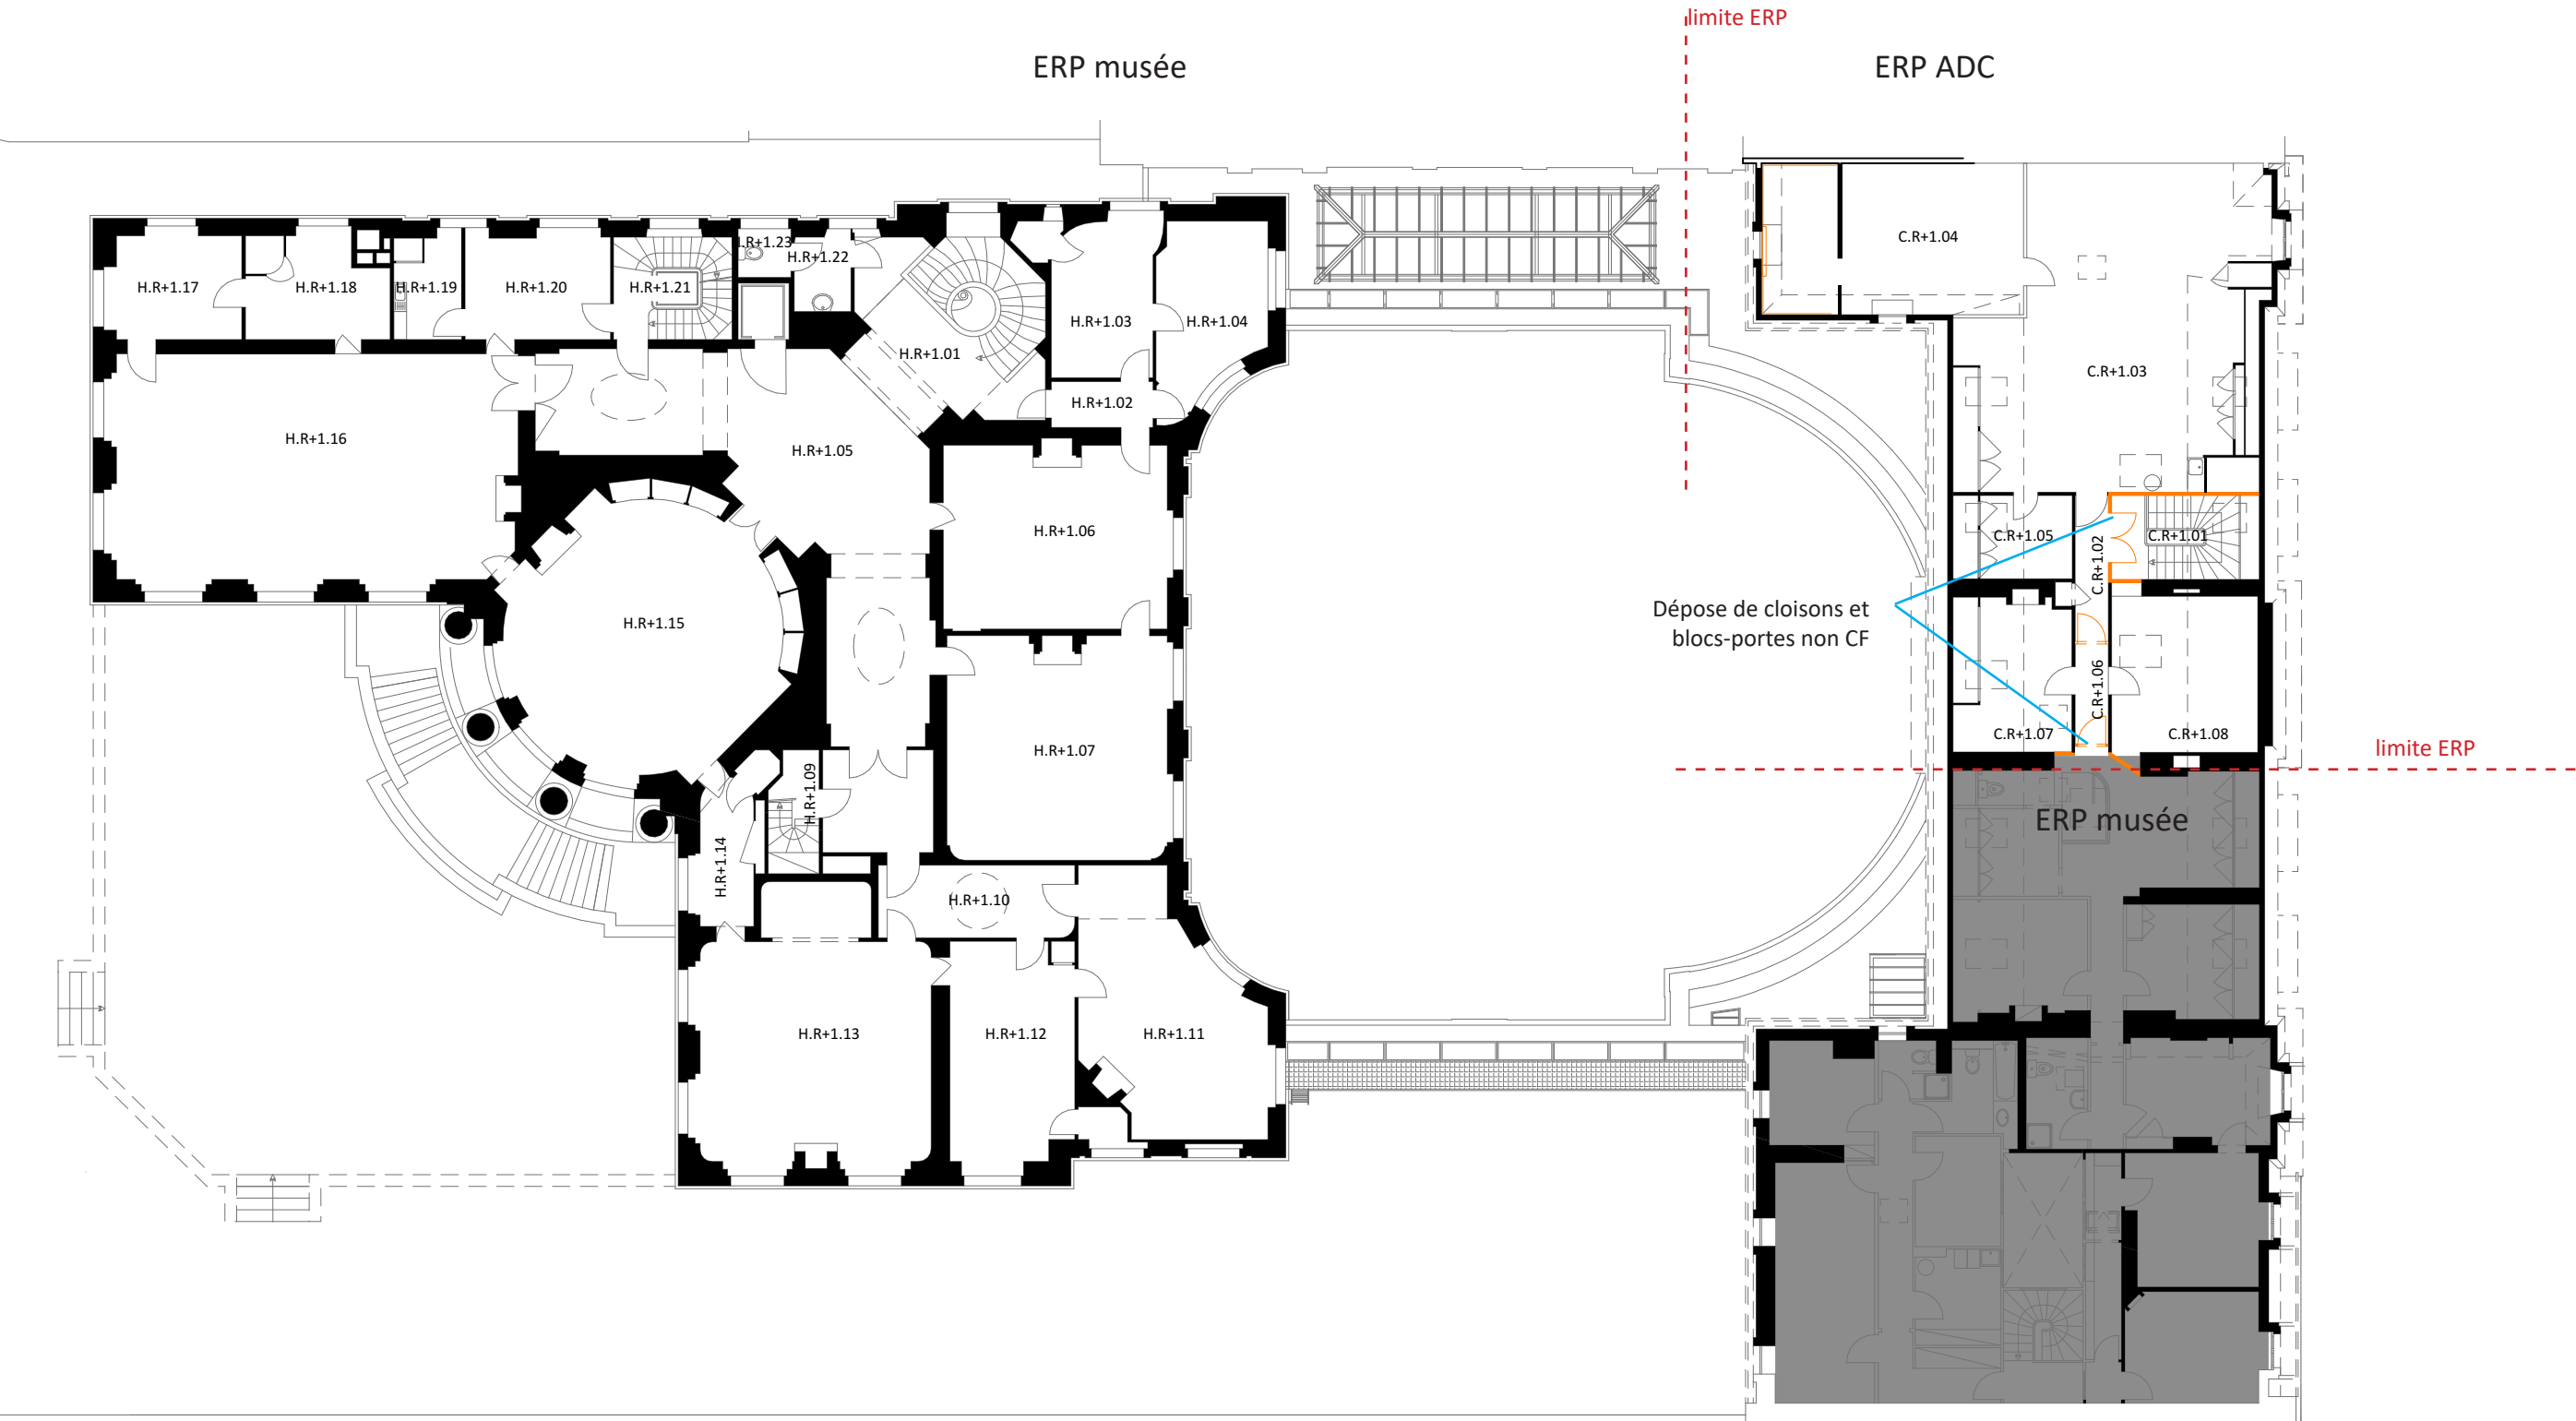 limite ERP
ERP musée
ERP ADC
H.R+1.23
H.R+1.22
C.R+1.04
H.R+1.17
H.R+1.18
H.R+1.19
H.R+1.20
H.R+1.21
H.R+1.03
H.R+1.04
H.R+1.01
C.R+1.03
H.R+1.02
H.R+1.16
H.R+1.05
H.R+1.06
C.R+1.05
C.R+1.02
C.R+1.01
Dépose de cloisons et
blocs-portes non CF
H.R+1.15
C.R+1.06
C.R+1.07
C.R+1.08
H.R+1.07
limite ERP
H.R+1.09
ERP musée
H.R+1.14
H.R+1.10
H.R+1.13
H.R+1.12
H.R+1.11